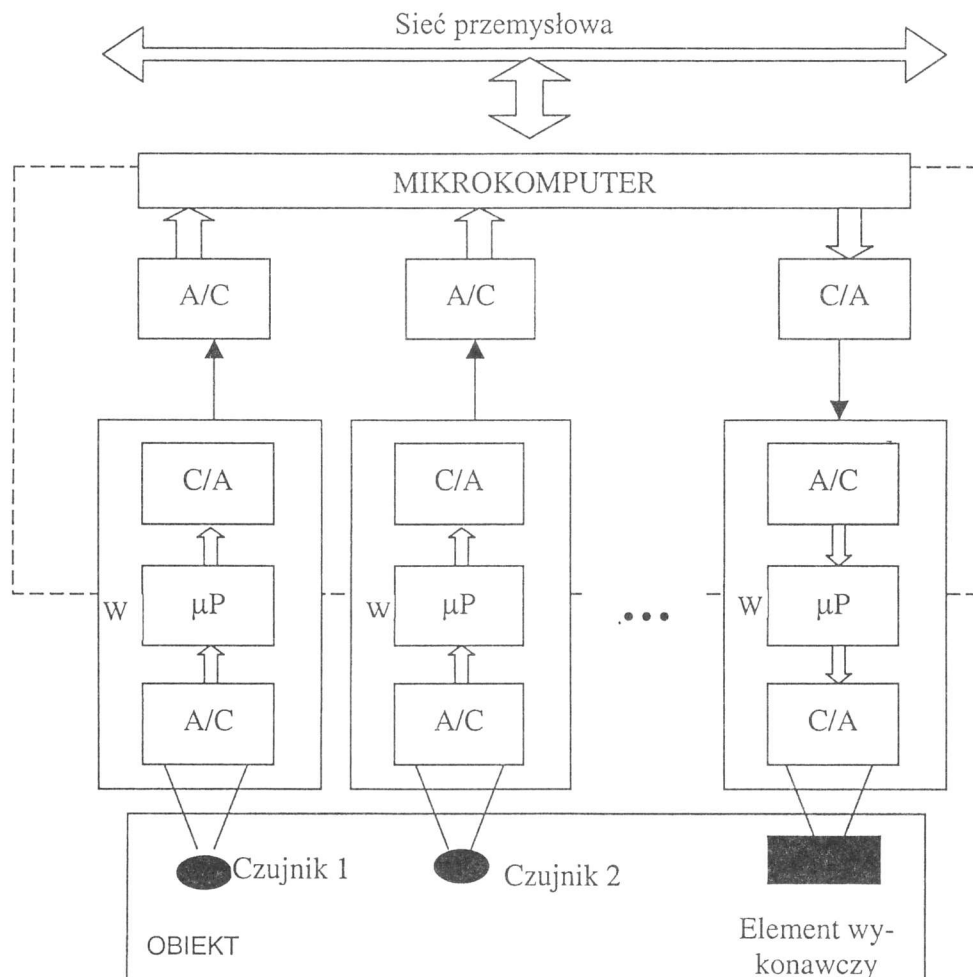 Sieć przemysłowa
MIKROKOMPUTER
A/C
A/C
C/A
C/A
C/A
A/C
W
µP
W
µP
W
µP
A/C
A/C
C/A
Czujnik 1
Czujnik 2
OBIEKT
Element wy-
konawczy